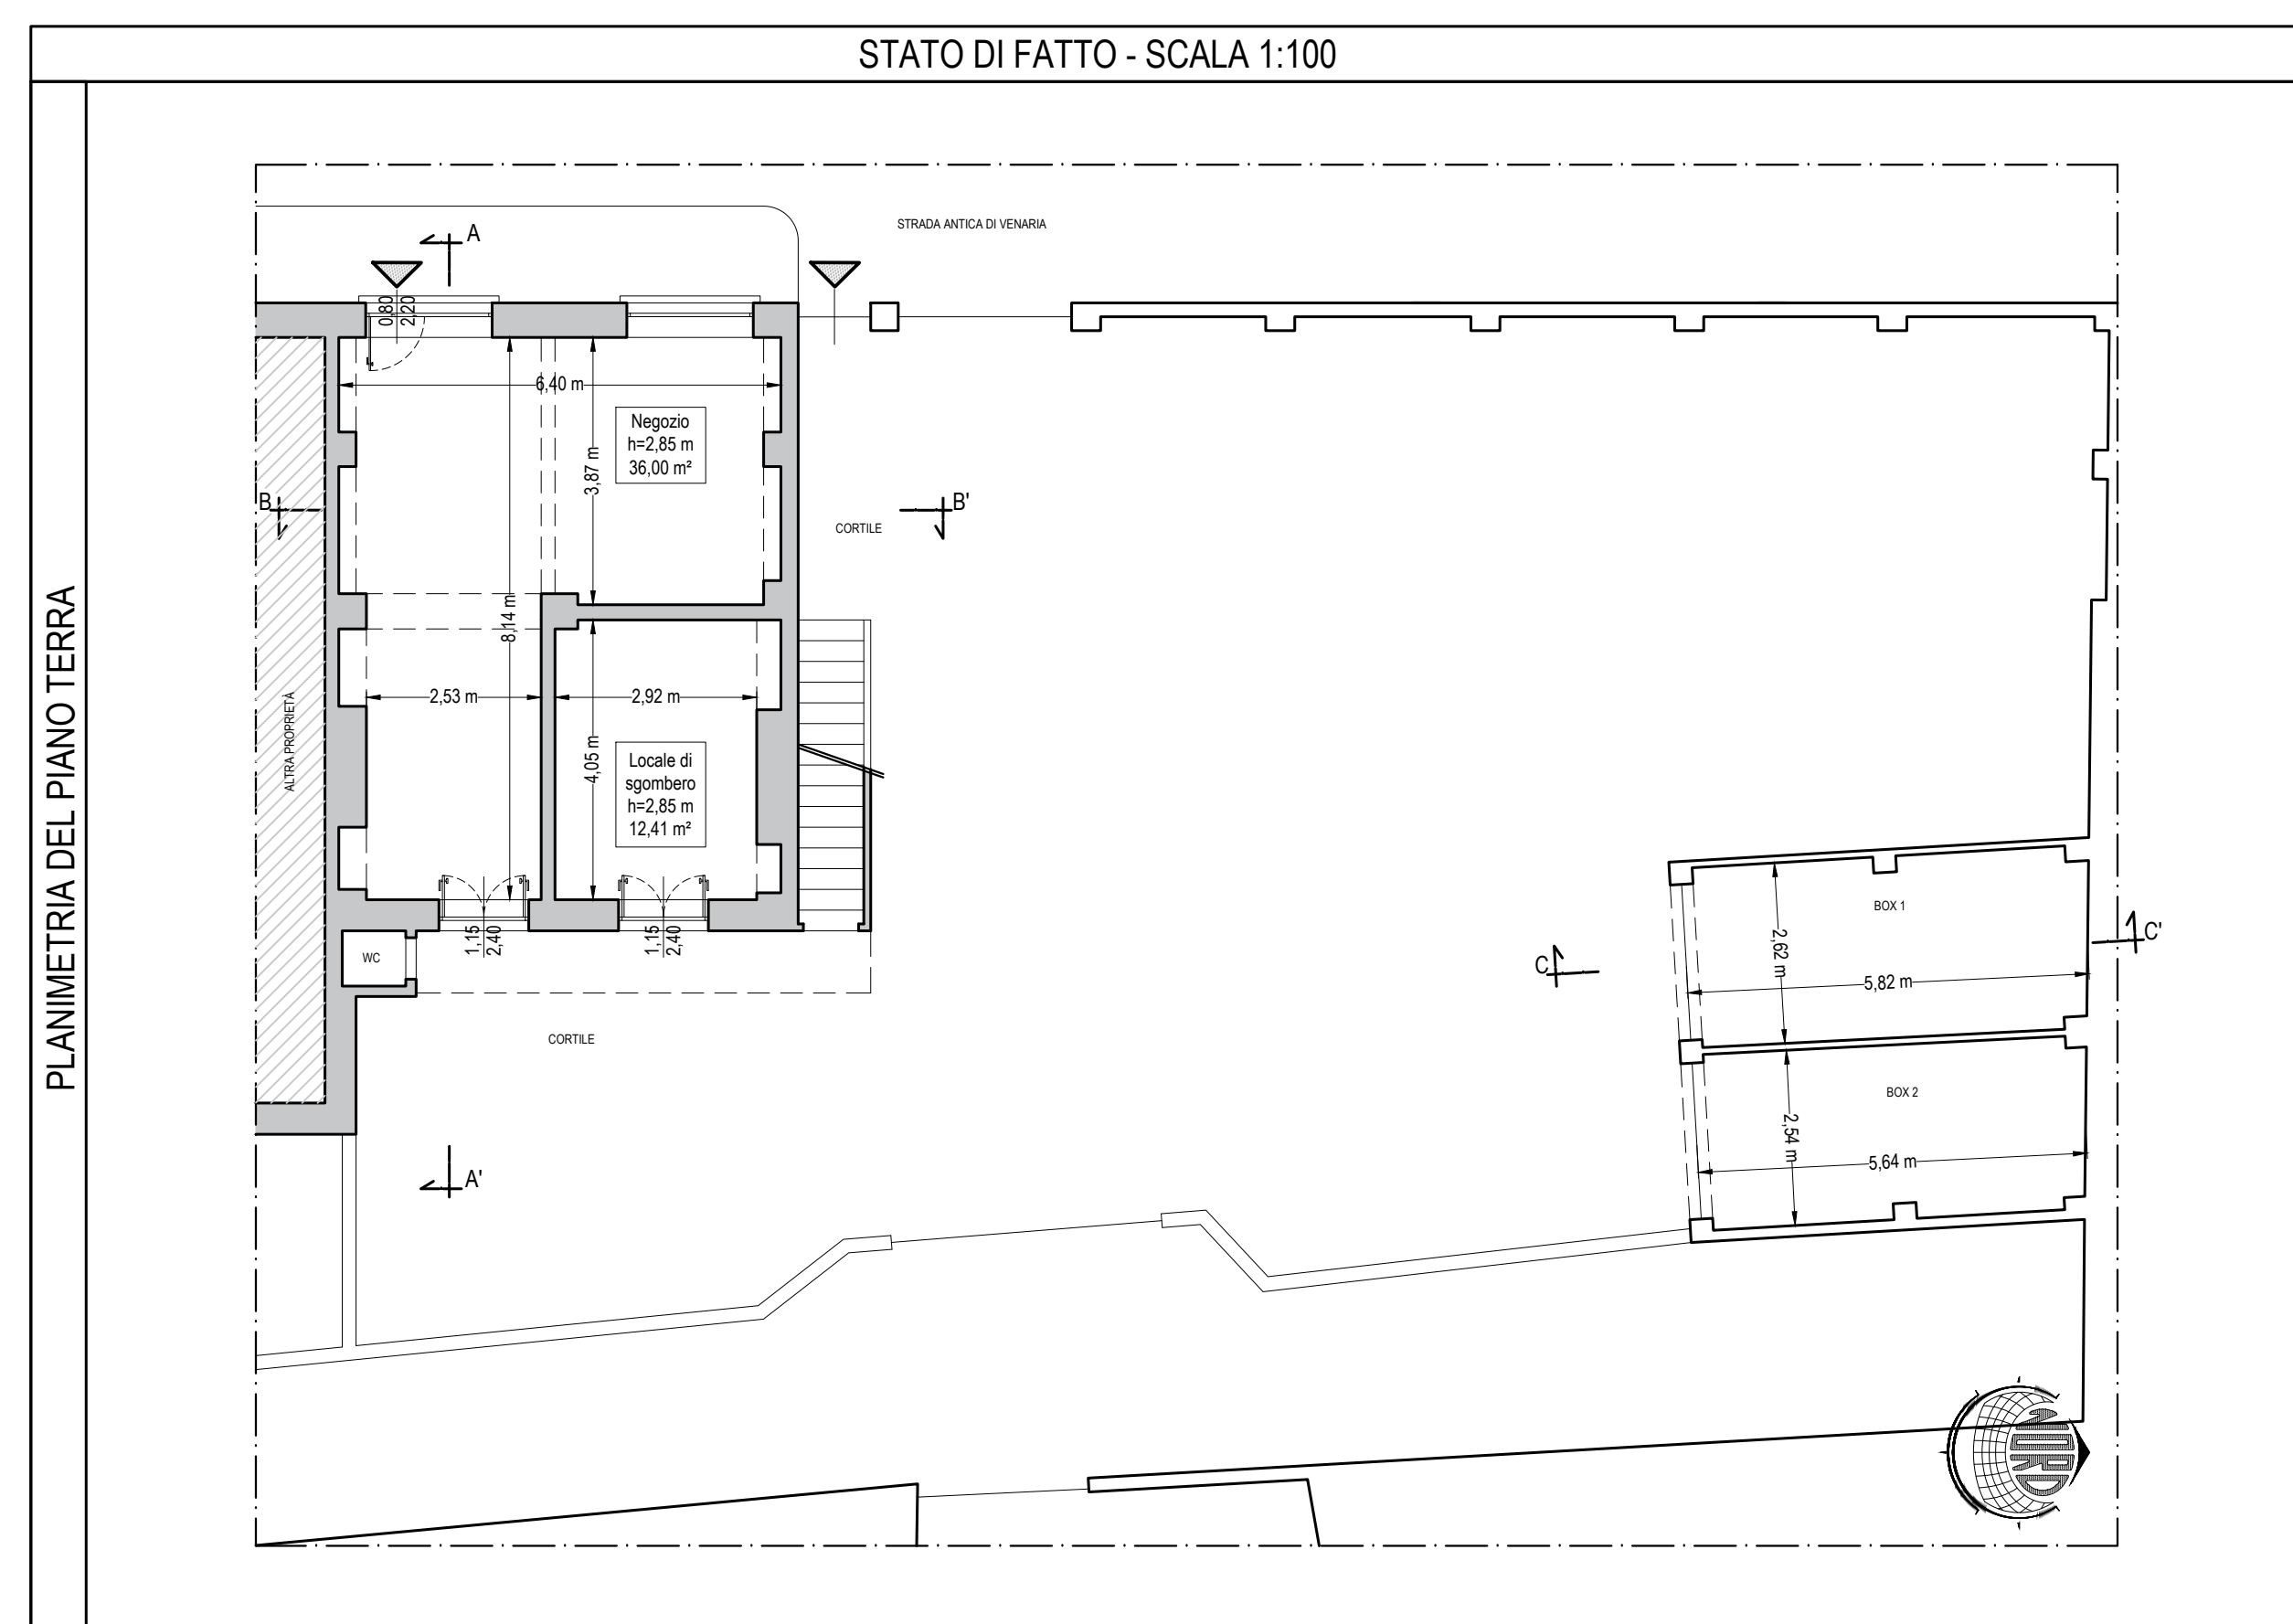 STATO DI FATTO - SCALA 1:100
PLANIMETRIA DEL PIANO TERRA
STRADA ANTICA DI VENARIA
A
0,80
2,20
6,40 m
Negozio
h=2,85 m
36,00 m²
3,87 m
B
B'
CORTILE
8,14 m
ALTRA PROPRIETÀ
2,53 m
2,92 m
4,05 m
Locale di
sgombero
h=2,85 m
12,41 m²
1,15
2,40
1,15
2,40
WC
CORTILE
BOX 1
2,62 m
5,82 m
C
C'
BOX 2
2,54 m
5,64 m
A'
NORD